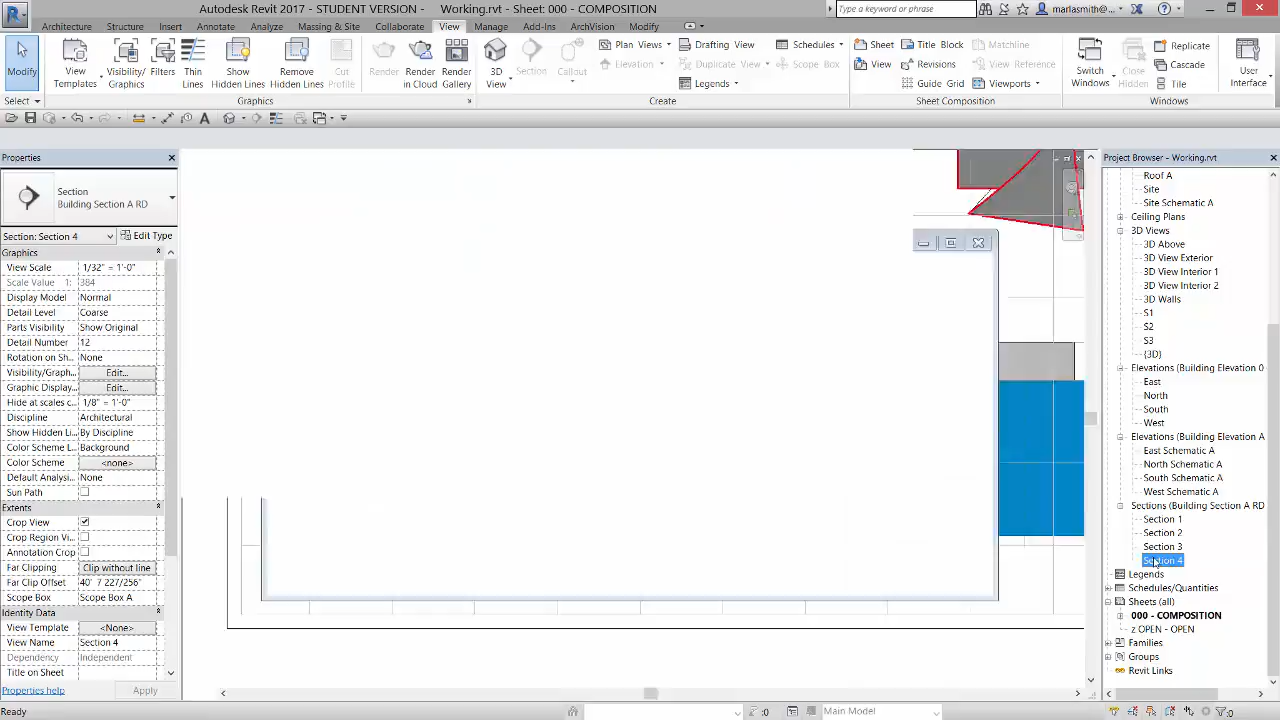 Autodesk Revit 2017 - STUDENT VERSION - Working.rvt - Sheet: 000 - COMPOSITION
Type a keyword or phrase
marlasmith@...
Architecture Structure Insert Annotate Analyze Massing & Site Collaborate View Manage Add-Ins ArchVision Modify
Modify
View Templates
Visibility/ Graphics
Filters
Thin Lines
Show Hidden Lines
Remove Hidden Lines
Cut Profile
Render
Render in Cloud
Render Gallery
3D View
Section
Callout
Plan Views
Elevation
Drafting View
Duplicate View
Legends
Schedules
Scope Box
Sheet
View
Title Block
Revisions
Guide Grid
Matchline
View Reference
Viewports
Switch Windows
Close Hidden
Replicate
Cascade
Tile
User Interface
Select Graphics Create Sheet Composition Windows
Properties
Section
Building Section A RD
Section: Section 4
Edit Type
Graphics
View Scale 1/32" = 1'-0"
Scale Value 1: 384
Display Model Normal
Detail Level Coarse
Parts Visibility Show Original
Detail Number 12
Rotation on Sh... None
Visibility/Graph... Edit...
Graphic Display... Edit...
Hide at scales c... 1/8" = 1'-0"
Discipline Architectural
Show Hidden L... By Discipline
Color Scheme L... Background
Color Scheme <none>
Default Analysi... None
Sun Path
Extents
Crop View
Crop Region Vi...
Annotation Crop
Far Clipping Clip without line
Far Clip Offset 40' 7 227/256"
Scope Box Scope Box A
Identity Data
View Template <None>
View Name Section 4
Dependency Independent
Title on Sheet
Properties help
Apply
Project Browser - Working.rvt
Roof A
Site
Site Schematic A
Ceiling Plans
3D Views
3D Above
3D View Exterior
3D View Interior 1
3D View Interior 2
3D Walls
S1
S2
S3
{3D}
Elevations (Building Elevation 0
East
North
South
West
Elevations (Building Elevation A
East Schematic A
North Schematic A
South Schematic A
West Schematic A
Sections (Building Section A RD
Section 1
Section 2
Section 3
Section 4
Legends
Schedules/Quantities
Sheets (all)
000 - COMPOSITION
z OPEN - OPEN
Families
Groups
Revit Links
Ready
:0
Main Model
:0